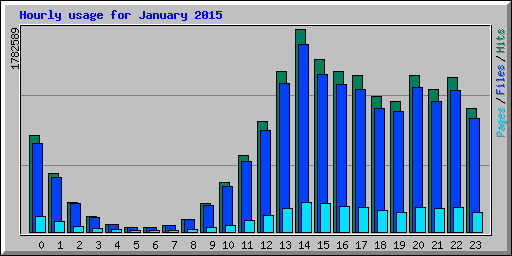 Hourly usage for January 2015
1782589
Pages/Files/Hits
0 1 2 3 4 5 6 7 8 9 10 11 12 13 14 15 16 17 18 19 20 21 22 23